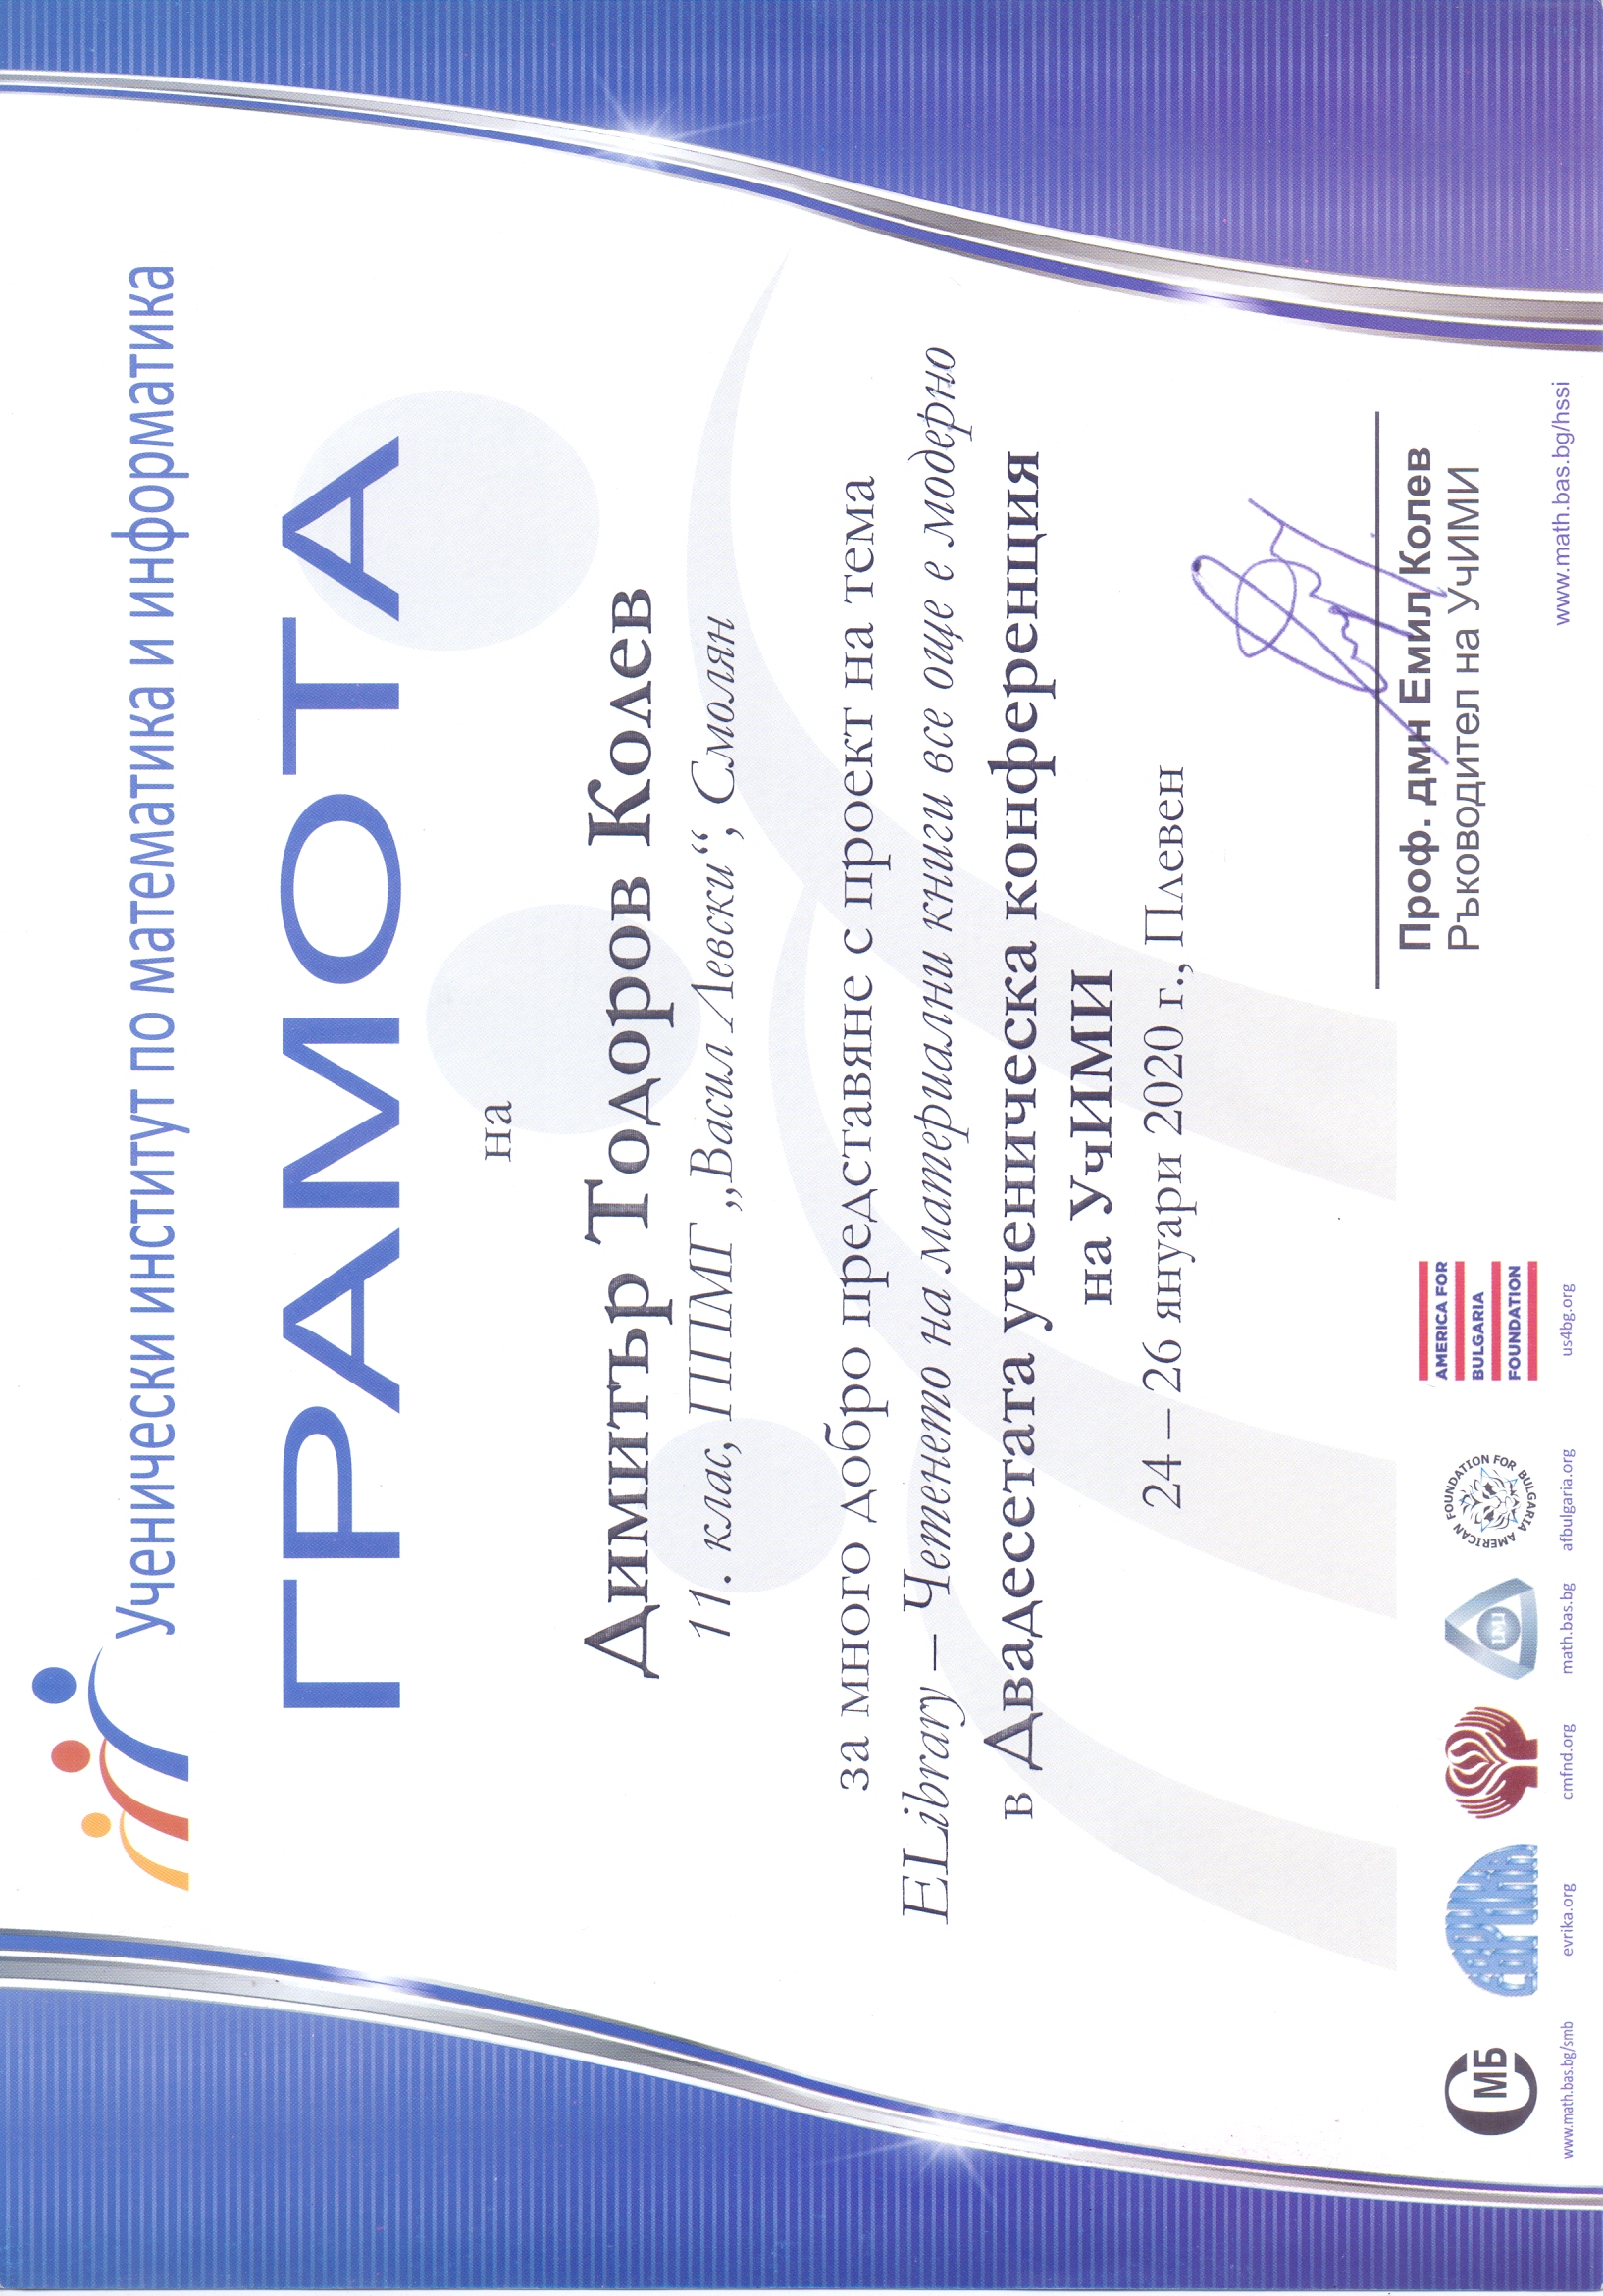 Ученически институт по математика и информатика
ГРАМОТА
на
Димитър Тодоров Колев
11. клас, ППМГ „Васил Левски“, Смолян
за много добро представяне с проект на тема
ELibrary – Четенето на материални книги все още е модерно
в Двадесетата ученическа конференция
на УчИМИ
24 – 26 януари 2020 г., Плевен
Проф. дмн Емил Колев
Ръководител на УчИМИ
СМБ
ЕВРИКА
IMI
AMERICAN FOUNDATION FOR BULGARIA
AMERICA FOR
BULGARIA
FOUNDATION
www.math.bas.bg/smb
evrika.org
cmfnd.org
math.bas.bg
afbulgaria.org
us4bg.org
www.math.bas.bg/hssi